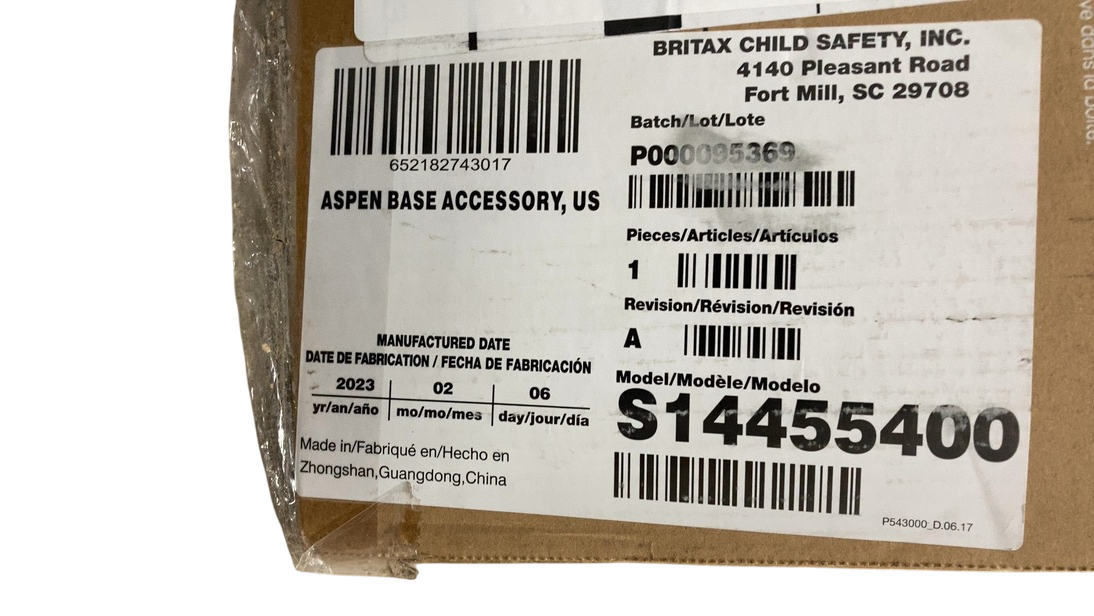 BRITAX CHILD SAFETY, INC.
4140 Pleasant Road
Fort Mill, SC 29708
652182743017
ASPEN BASE ACCESSORY, US
Batch/Lot/Lote
P000095369
Pieces/Articles/Artículos
1
Revision/Révision/Revisión
A
MANUFACTURED DATE
DATE DE FABRICATION / FECHA DE FABRICACIÓN
2023 02 06
yr/an/año mo/mo/mes day/jour/día
Made in/Fabriqué en/Hecho en
Zhongshan,Guangdong,China
Model/Modèle/Modelo
S14455400
P543000_D.06.17